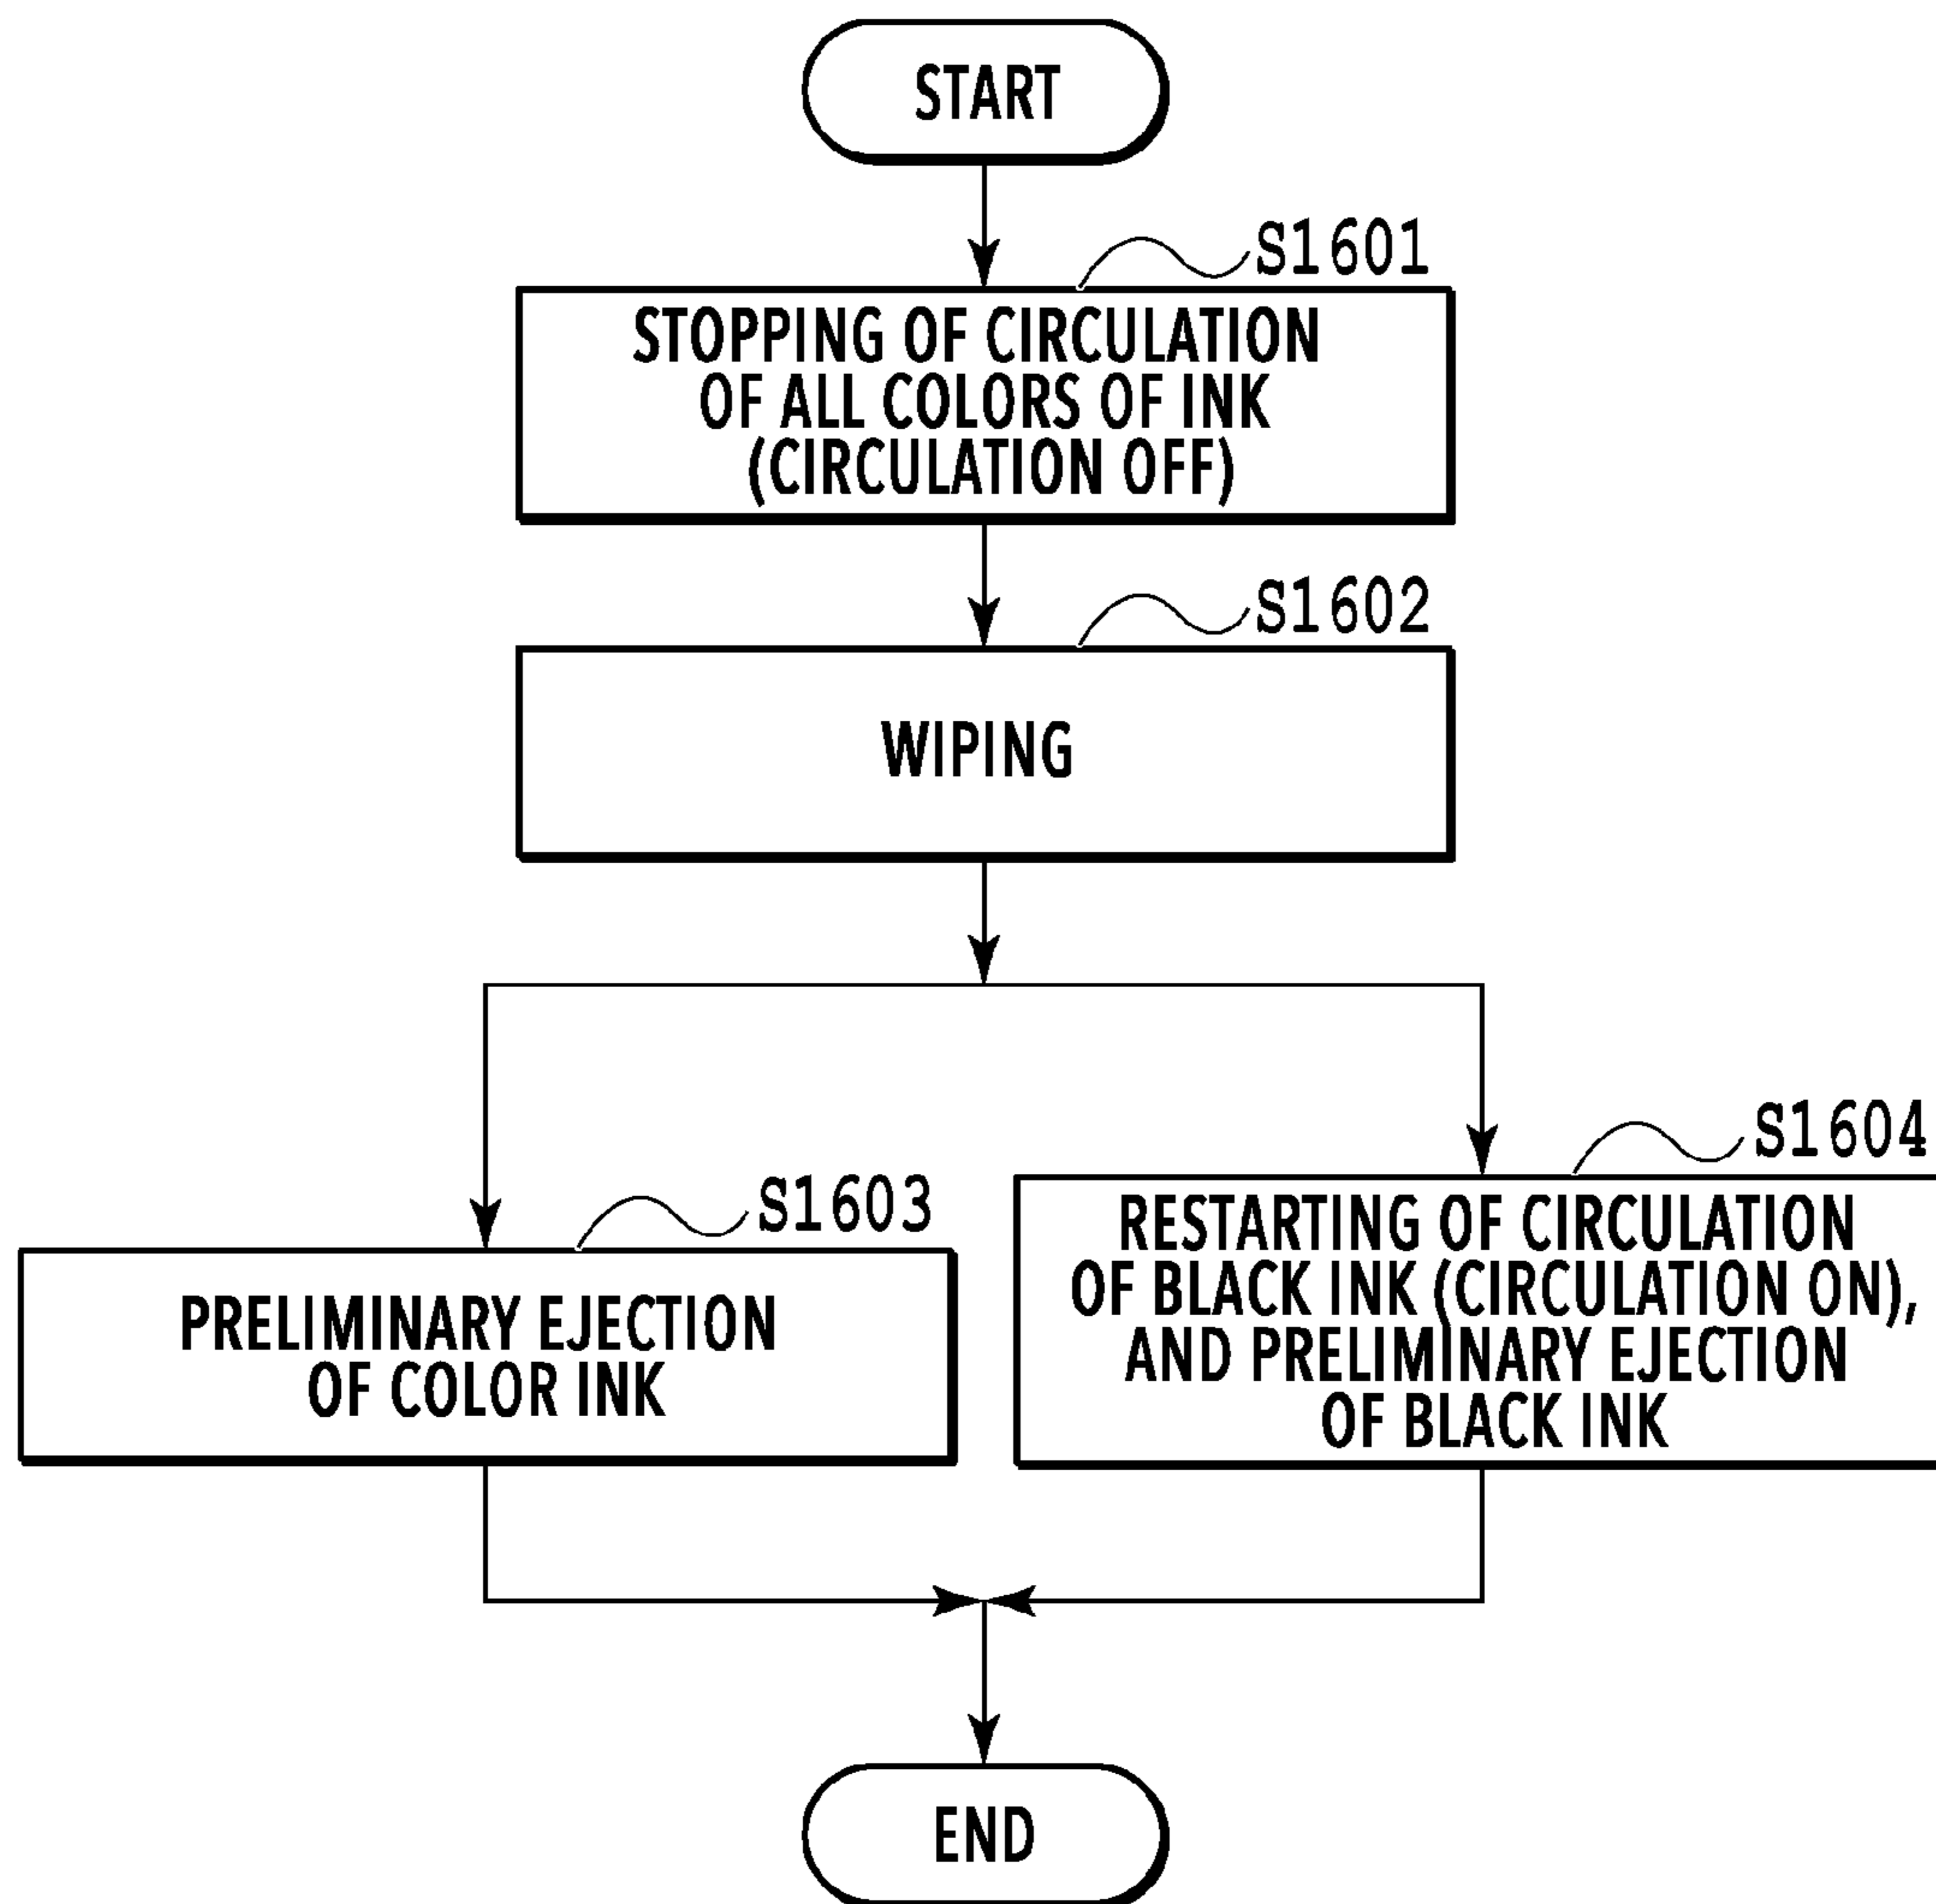 START
S1601
STOPPING OF CIRCULATION
OF ALL COLORS OF INK
(CIRCULATION OFF)
S1602
WIPING
S1603
PRELIMINARY EJECTION
OF COLOR INK
S1604
RESTARTING OF CIRCULATION
OF BLACK INK (CIRCULATION ON),
AND PRELIMINARY EJECTION
OF BLACK INK
END